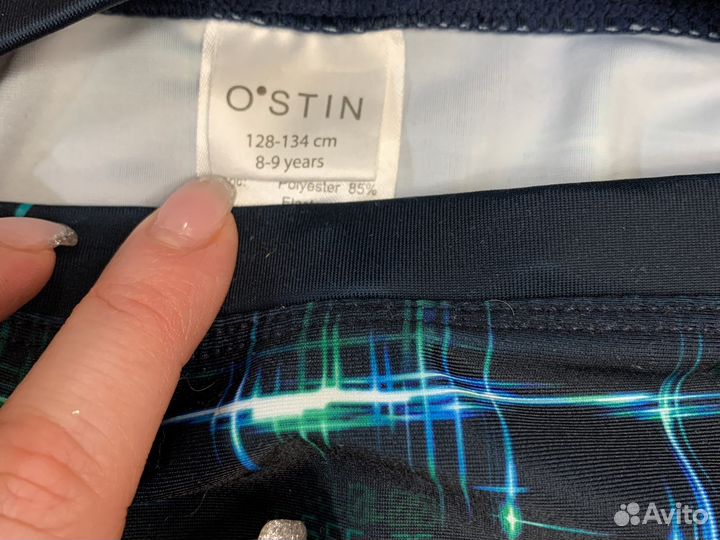 O'STIN
128-134 cm
8-9 years
Polyester 85%
Avito